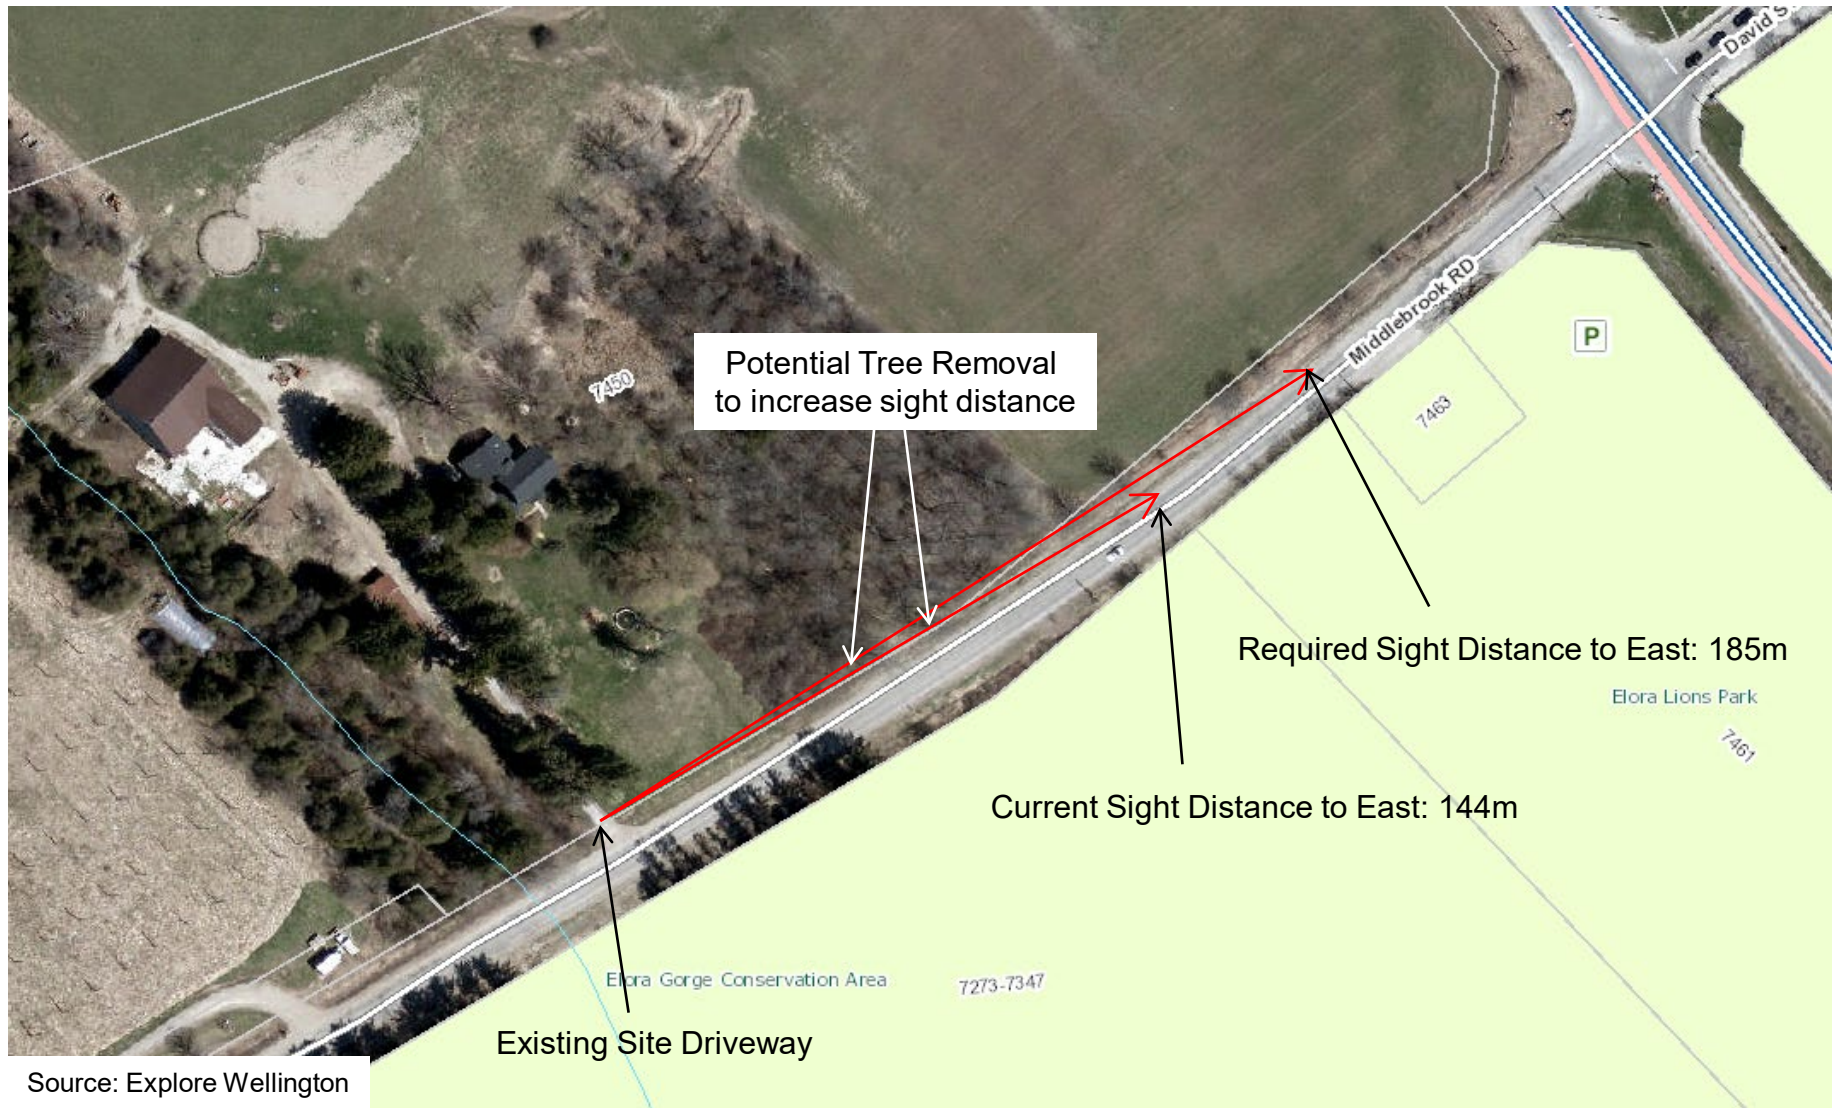 David S
Middlebrook RD
P
7450
Potential Tree Removal
to increase sight distance
7463
Required Sight Distance to East: 185m
Elora Lions Park
7461
Current Sight Distance to East: 144m
Elora Gorge Conservation Area
7273-7347
Existing Site Driveway
Source: Explore Wellington